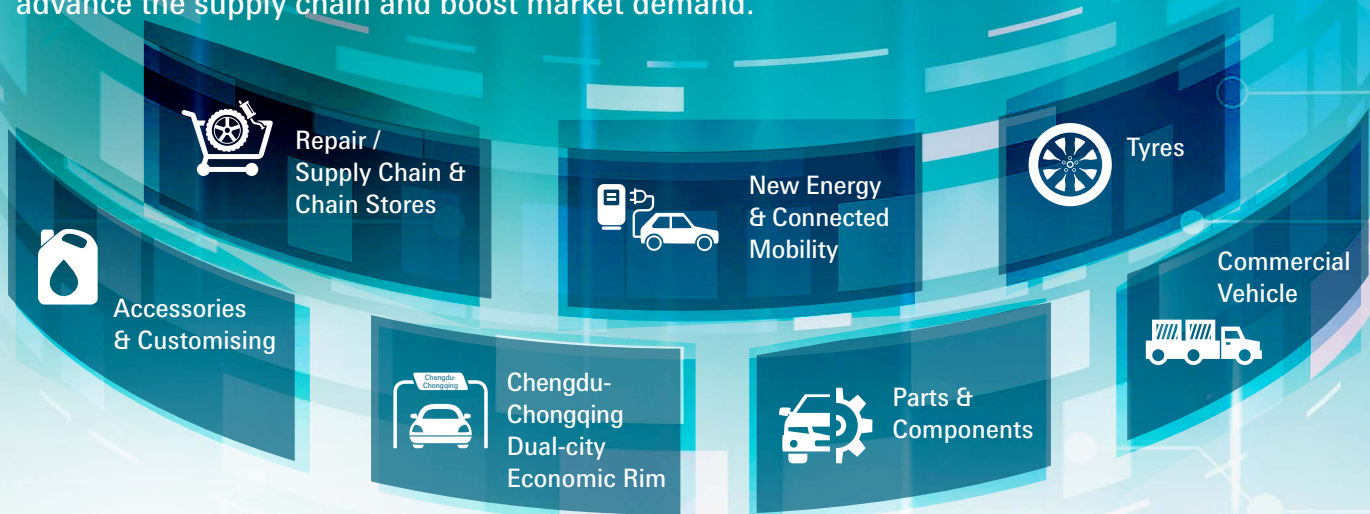 advance the supply chain and boost market demand.
Repair /
Supply Chain &
Chain Stores
New Energy
& Connected
Mobility
Tyres
Accessories
& Customising
Chengdu-
Chongqing
Chengdu-
Chongqing
Dual-city
Economic Rim
Parts &
Components
Commercial
Vehicle